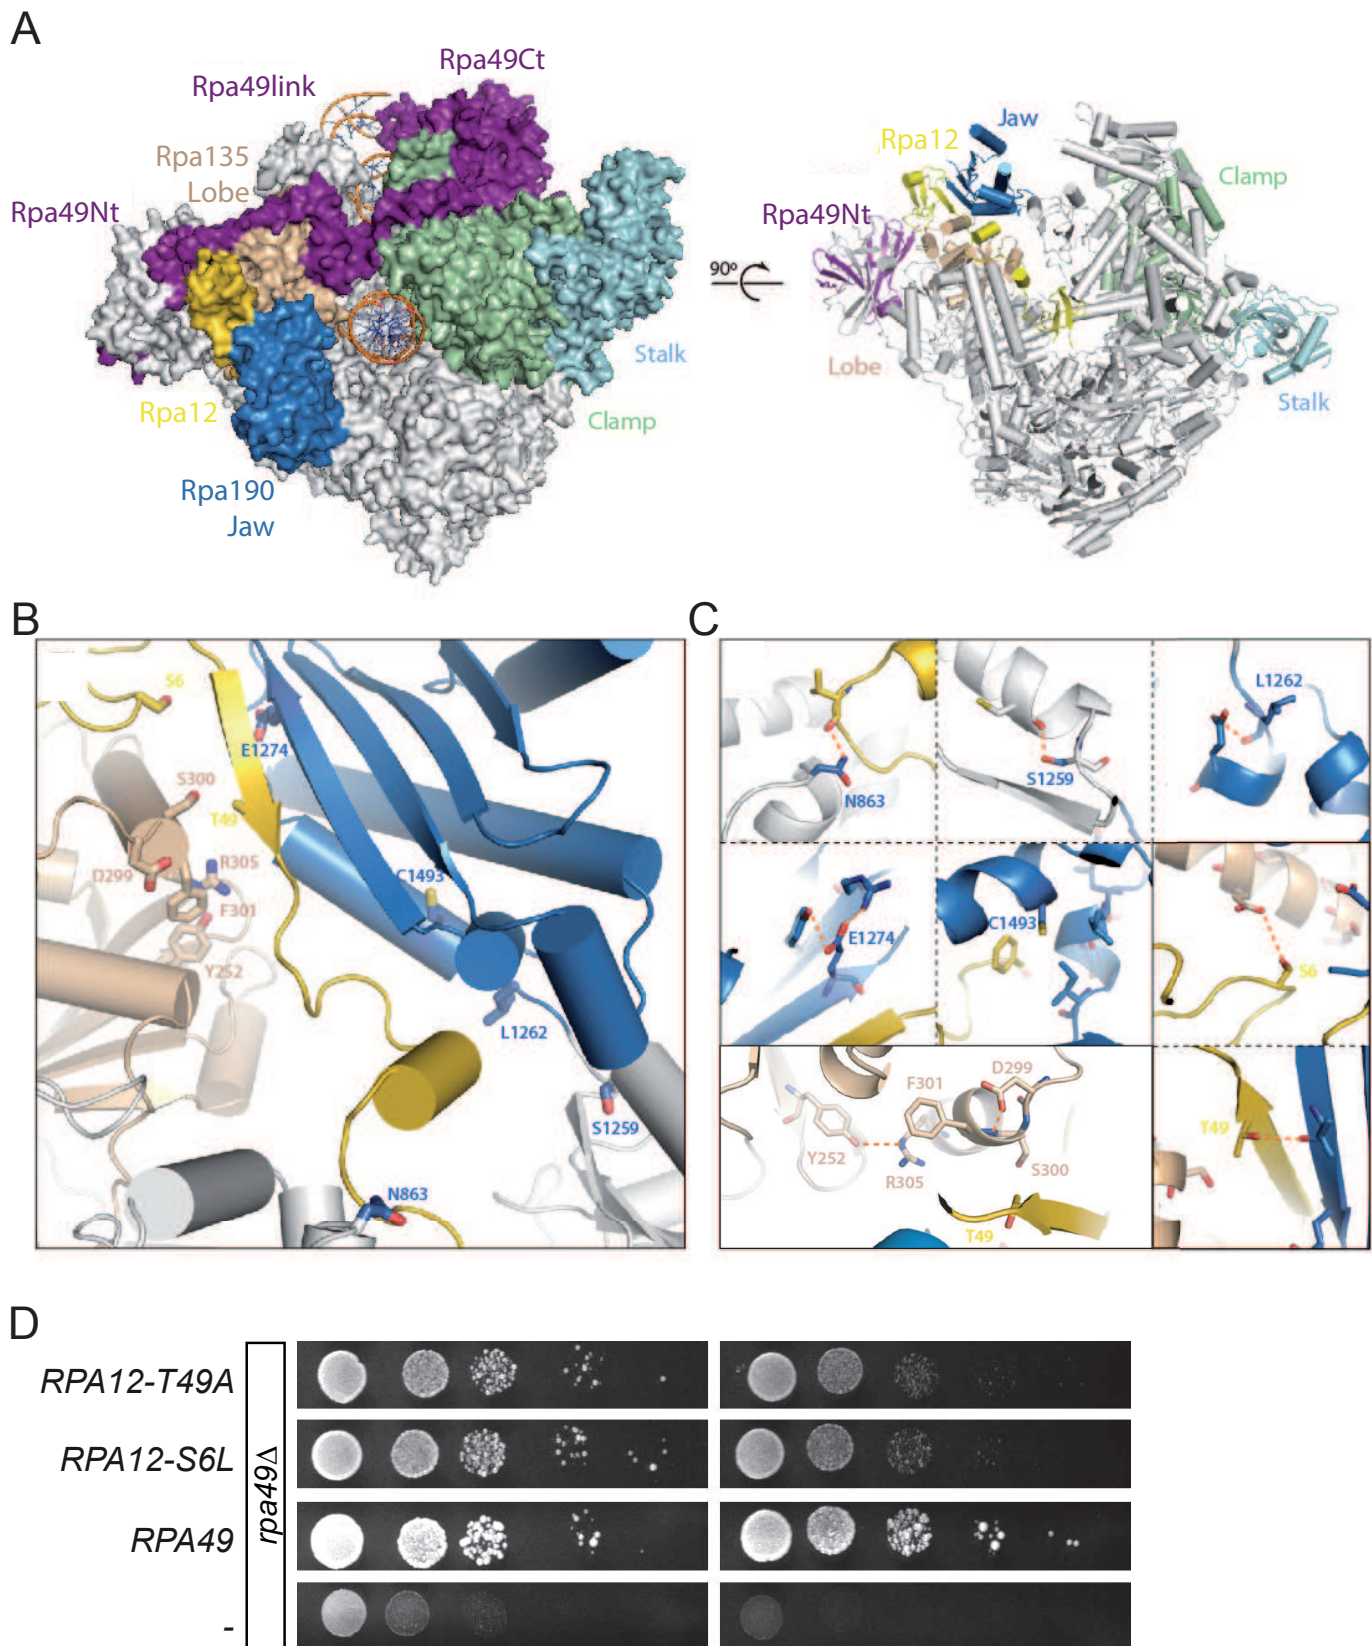 A
Rpa49Ct
Rpa49link
Rpa135
Lobe
Rpa49Nt
Rpa12
Rpa190
Jaw
Stalk
Clamp
90º
Jaw
Rpa12
Clamp
Rpa49Nt
Lobe
Stalk
B
S6
E1274
S300
T49
D299
R305
C1493
F301
Y252
L1262
S1259
N863
C
N863
S1259
L1262
E1274
C1493
S6
D299
F301
Y252
R305
S300
T49
T49
D
RPA12-T49A
RPA12-S6L
RPA49
-
rpa49Δ